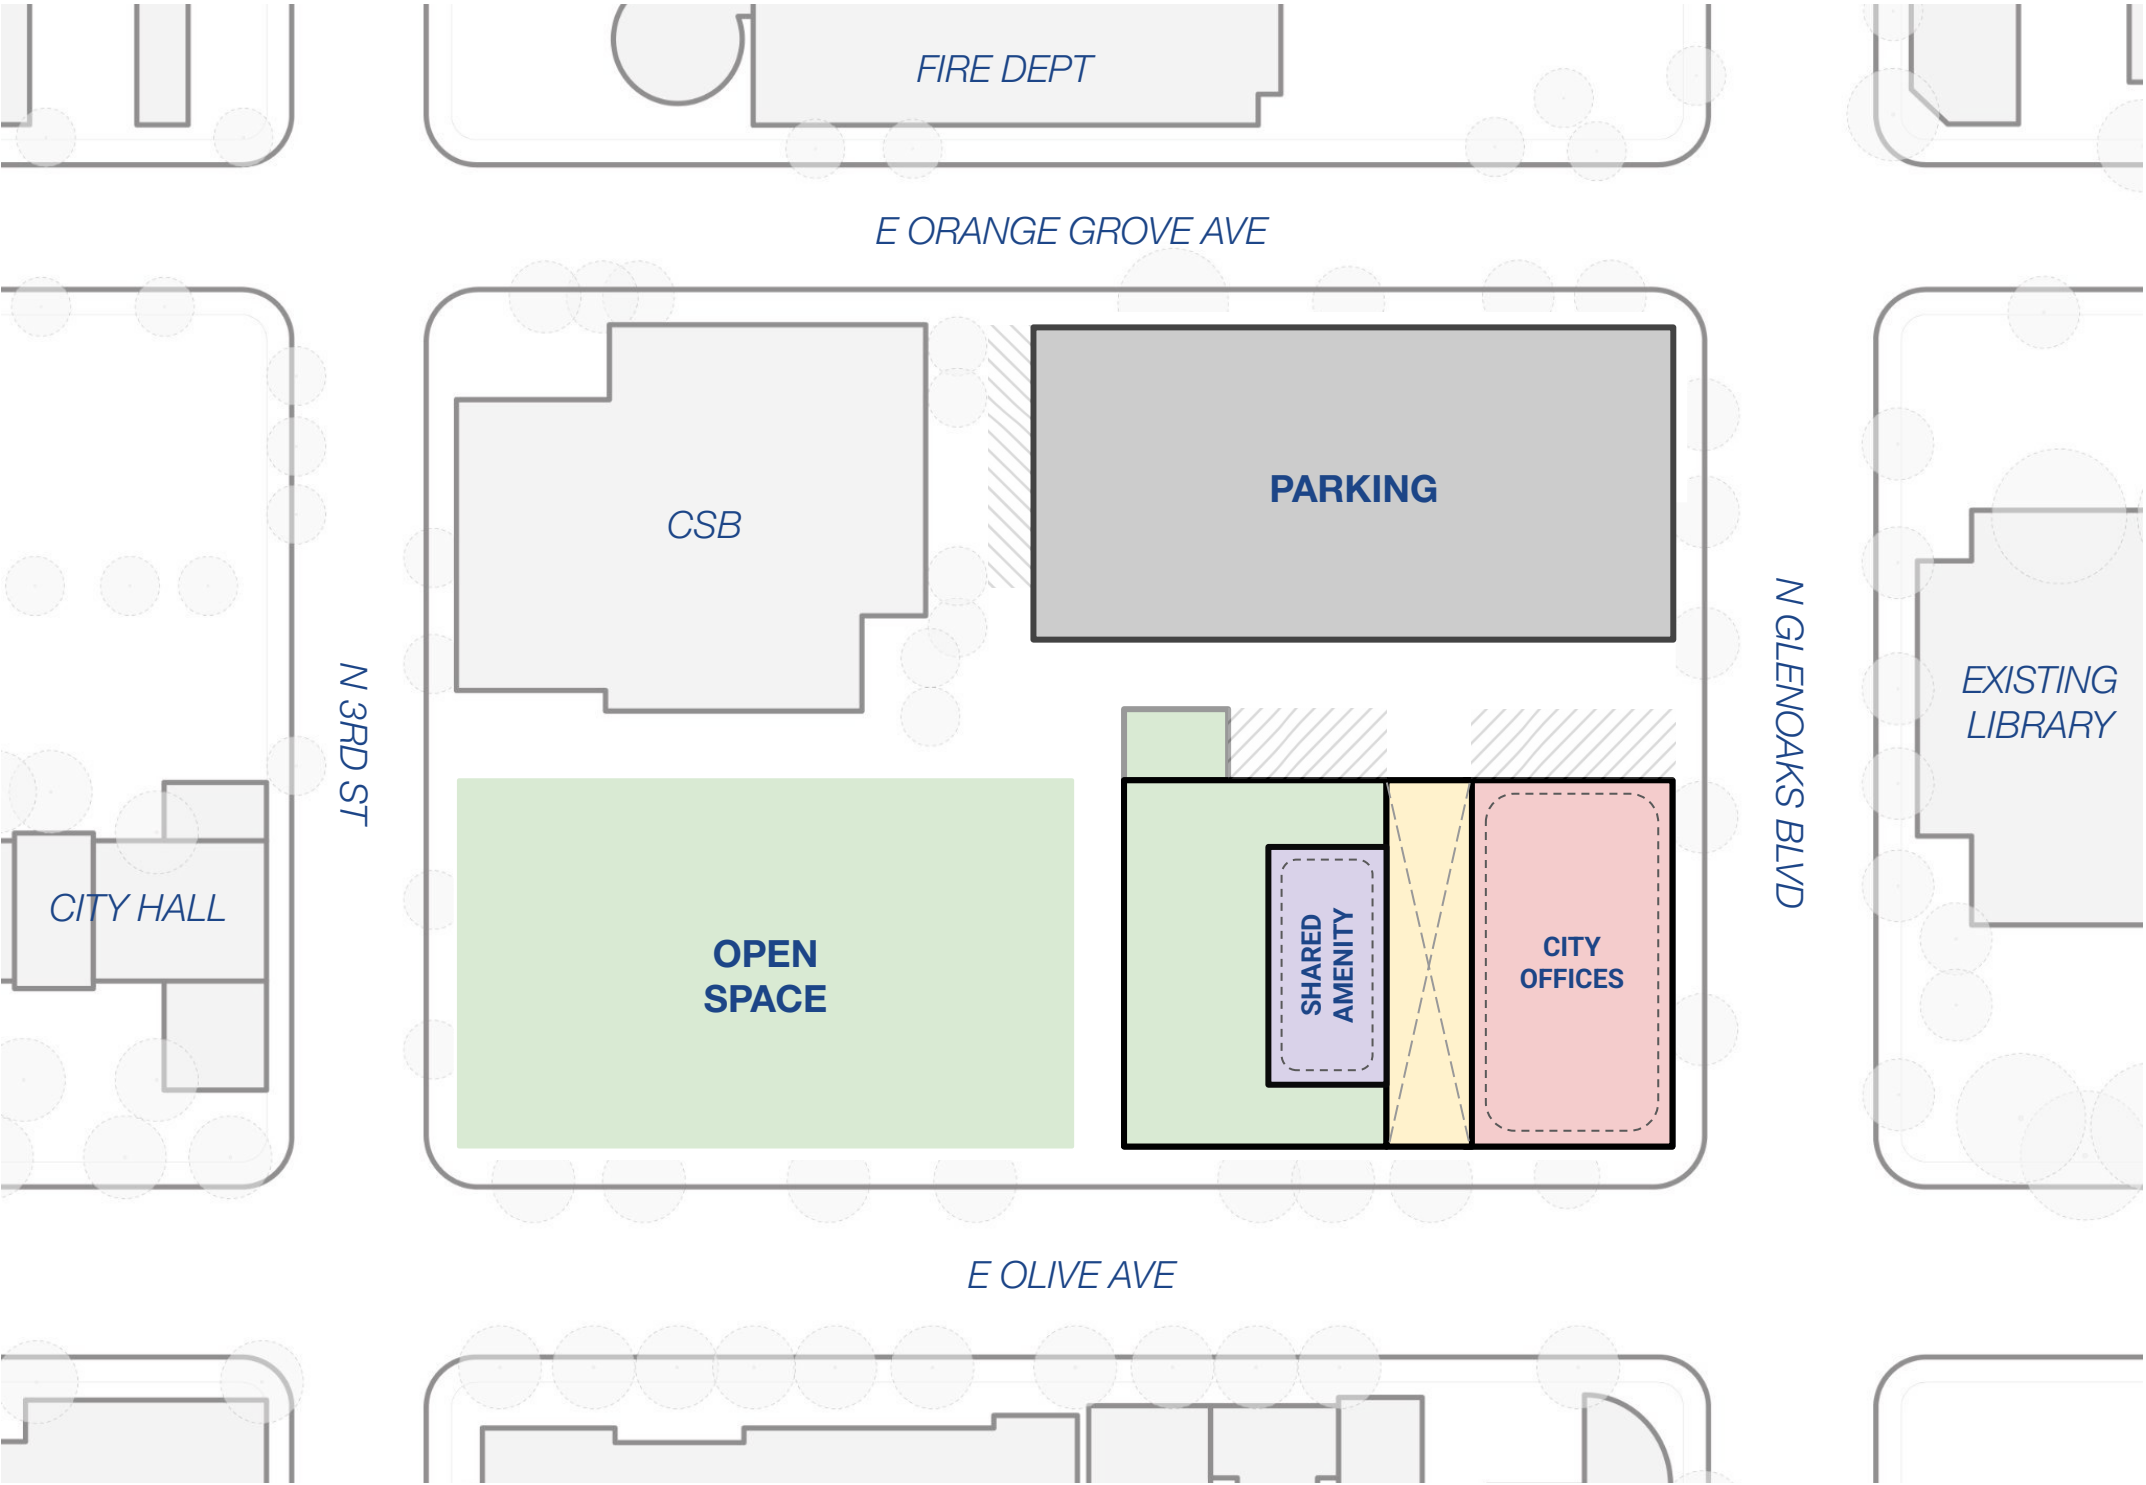 FIRE DEPT
E ORANGE GROVE AVE
PARKING
CSB
N 3RD ST
N GLENOAKS BLVD
EXISTING
LIBRARY
CITY HALL
OPEN
SPACE
SHARED
AMENITY
CITY
OFFICES
E OLIVE AVE